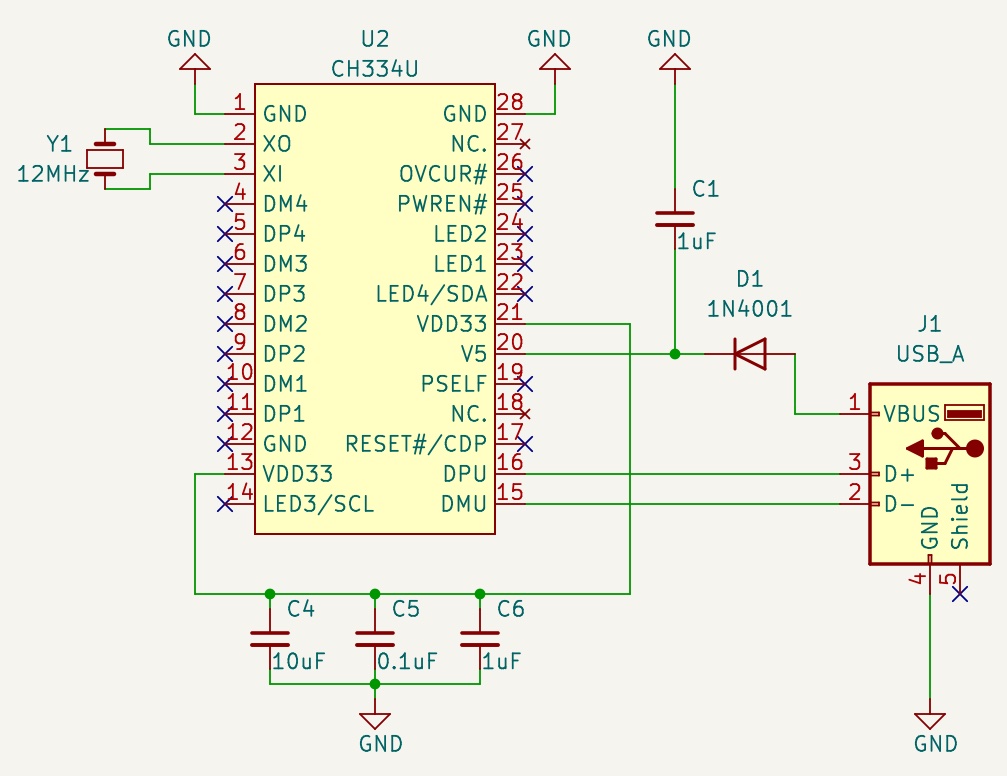 GND
U2
CH334U
GND
GND
1 GND
GND 28
2 XO
NC. 27
3 XI
OVCUR# 26
4 DM4
PWREN# 25
5 DP4
LED2 24
6 DM3
LED1 23
7 DP3
LED4/SDA 22
8 DM2
VDD33 21
9 DP2
V5 20
10 DM1
PSELF 19
11 DP1
NC. 18
12 GND
RESET#/CDP 17
13 VDD33
DPU 16
14 LED3/SCL
DMU 15
Y1
12MHz
C1
1uF
D1
1N4001
J1
USB_A
1 VBUS
3 D+
2 D-
GND
Shield
4
5
C4
10uF
C5
0.1uF
C6
1uF
GND
GND